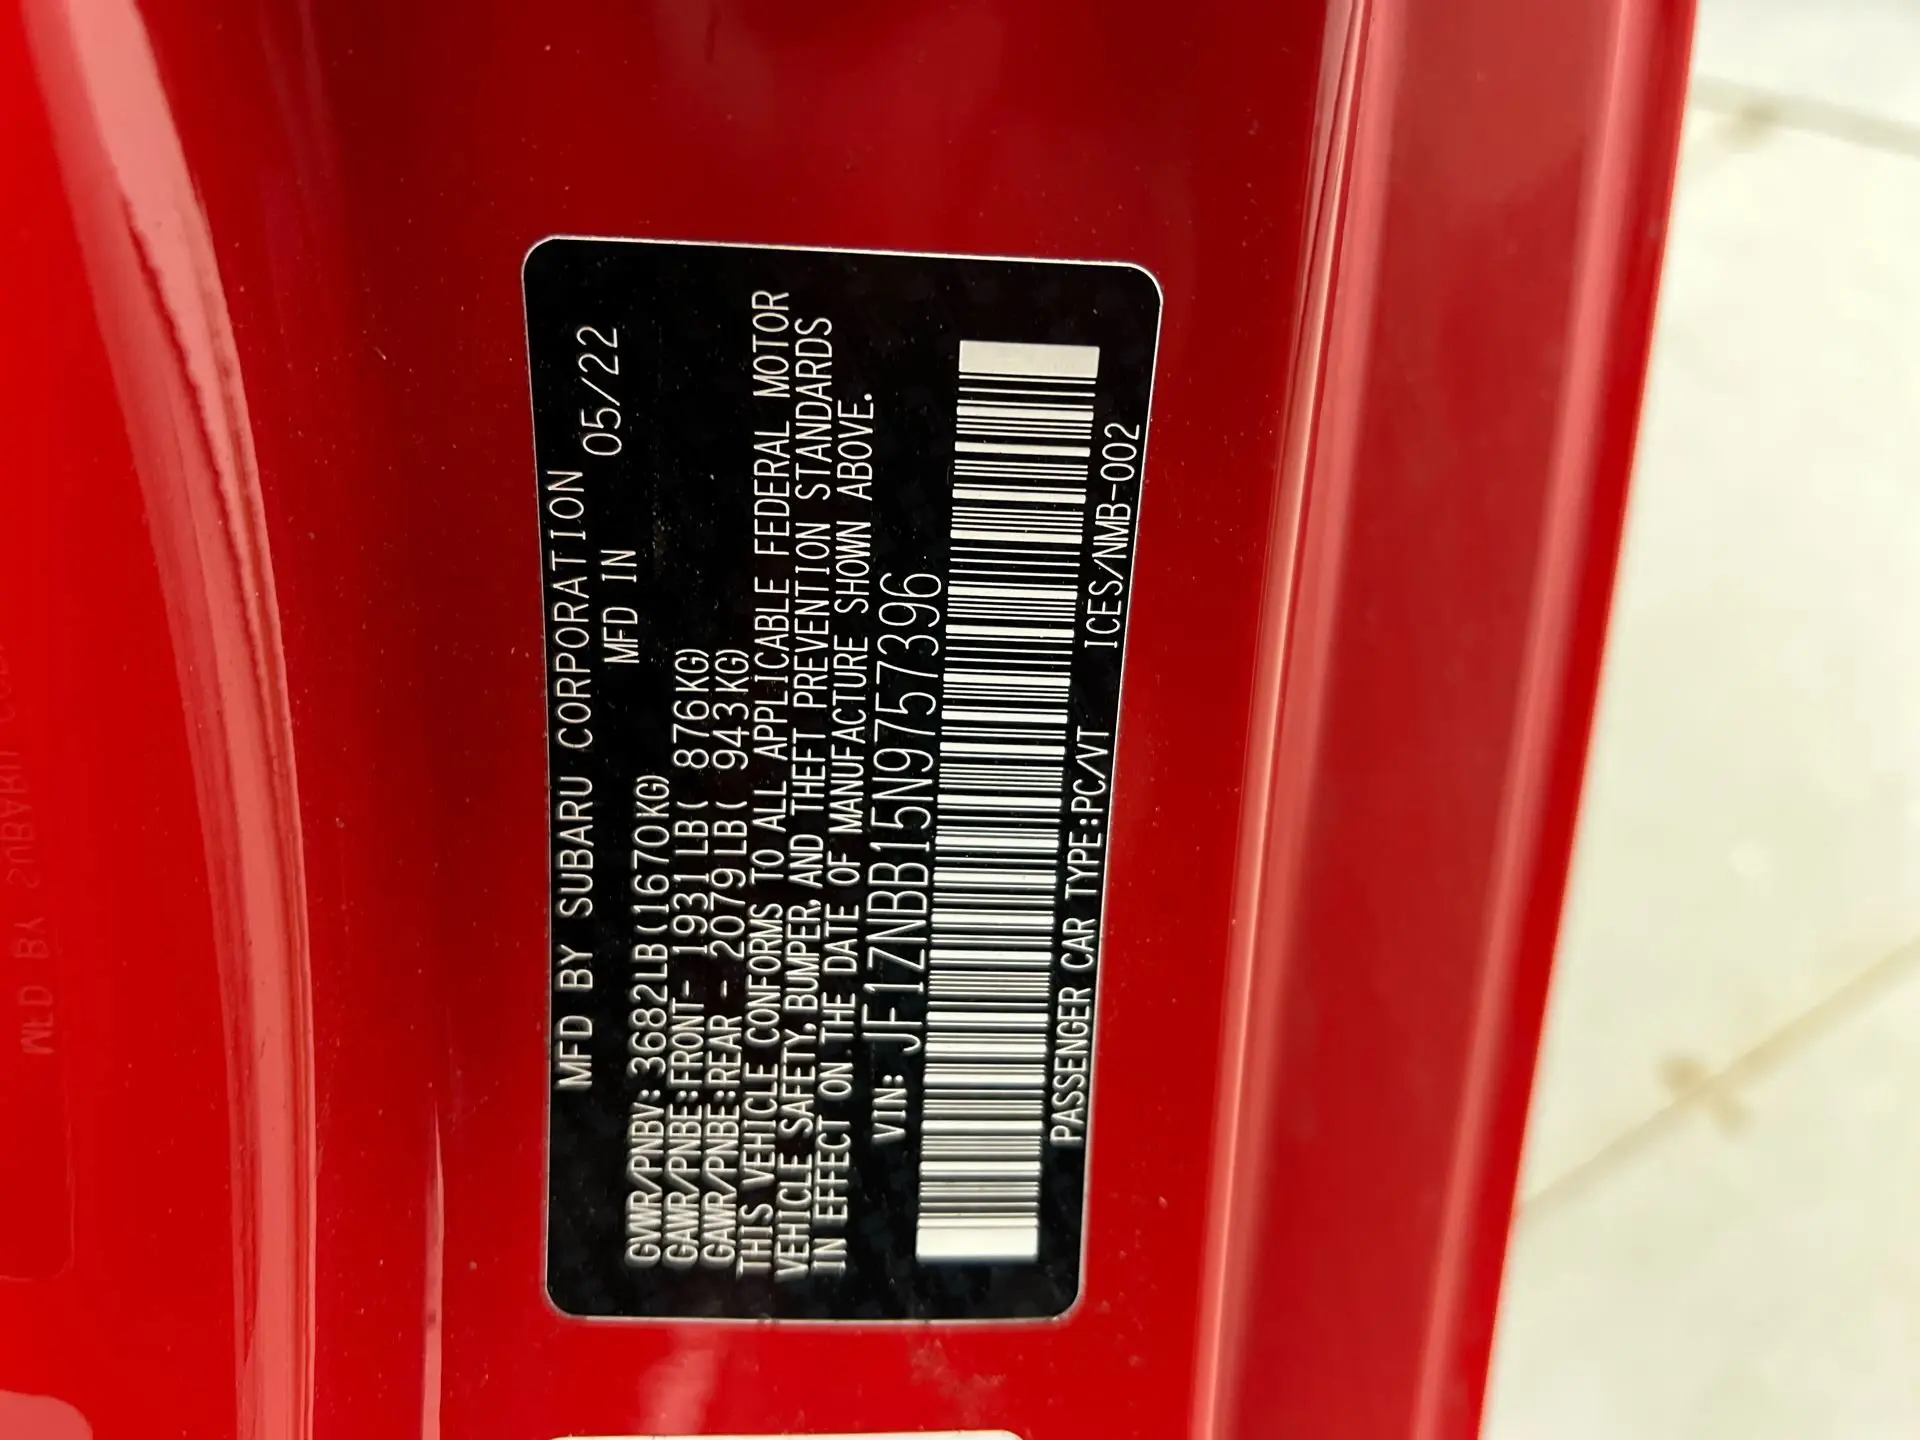 MFD BY SUBARU CORPORATION
MFD IN 05/22
GVWR/PNBV: 3682LB(1670KG)
GAWR/PNBE:FRONT- 1931LB( 876KG)
GAWR/PNBE:REAR - 2079LB( 943KG)
THIS VEHICLE CONFORMS TO ALL APPLICABLE FEDERAL MOTOR
VEHICLE SAFETY, BUMPER, AND THEFT PREVENTION STANDARDS
IN EFFECT ON THE DATE OF MANUFACTURE SHOWN ABOVE.
VIN: JF1ZNBB15N9757396
PASSENGER CAR TYPE:PC/VT ICES/NMB-002